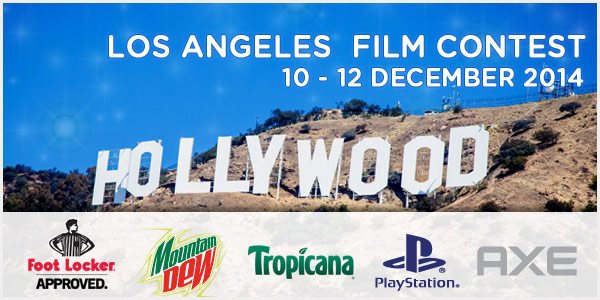 LOS ANGELES FILM CONTEST
10 - 12 DECEMBER 2014
HOLLYWOOD
Foot Locker
APPROVED.
Mountain
DEW
Tropicana
PlayStation
AXE